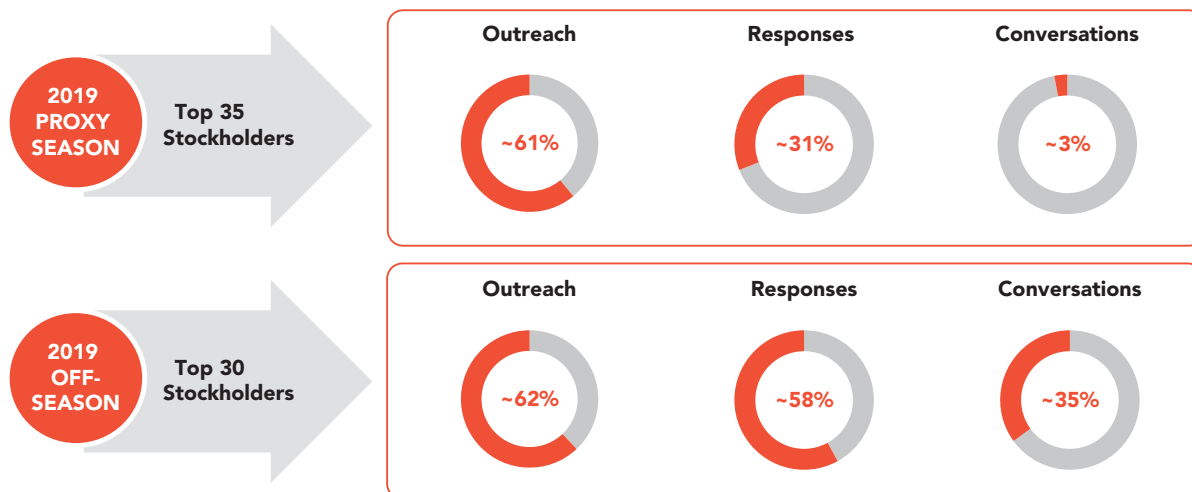 2019
PROXY
SEASON
Top 35
Stockholders
Outreach
Responses
Conversations
~61%
~31%
~3%
2019
OFF-
SEASON
Top 30
Stockholders
Outreach
Responses
Conversations
~62%
~58%
~35%